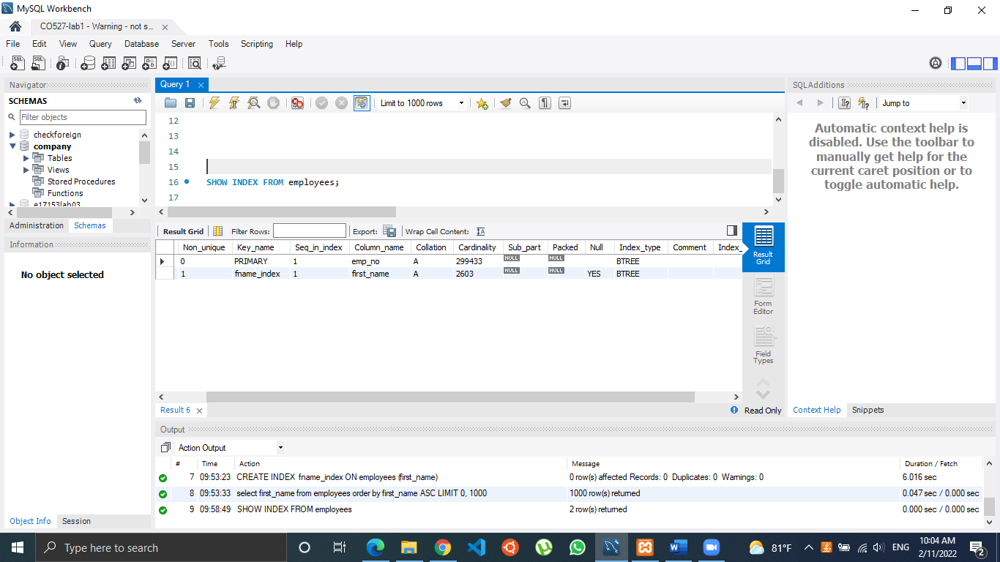 MySQL Workbench
CO527-lab1 - Warning - not s...
File Edit View Query Database Server Tools Scripting Help
Navigator
SCHEMAS
Filter objects
checkforeign
company
Tables
Views
Stored Procedures
Functions
e17153lab03
Administration Schemas
Information
No object selected
Object Info Session
Query 1
Limit to 1000 rows
12
13
14
15
16 SHOW INDEX FROM employees;
17
Result Grid Filter Rows: Export: Wrap Cell Content: IA
Non_unique Key_name Seq_in_index Column_name Collation Cardinality Sub_part Packed Null Index_type Comment Index_
0 PRIMARY 1 emp_no A 299433 NULL NULL BTREE
1 fname_index 1 first_name A 2603 NULL NULL YES BTREE
Result
Grid
Form
Editor
Field
Types
Result 6
Read Only
SQLAdditions
Jump to
Automatic context help is
disabled. Use the toolbar to
manually get help for the
current caret position or to
toggle automatic help.
Context Help Snippets
Output
Action Output
# Time Action Message Duration / Fetch
7 09:53:23 CREATE INDEX fname_index ON employees (first_name) 0 row(s) affected Records: 0 Duplicates: 0 Warnings: 0 6.016 sec
8 09:53:33 select first_name from employees order by first_name ASC LIMIT 0, 1000 1000 row(s) returned 0.047 sec / 0.000 sec
9 09:58:49 SHOW INDEX FROM employees 2 row(s) returned 0.000 sec / 0.000 sec
Type here to search
81°F
ENG
10:04 AM
2/11/2022
2